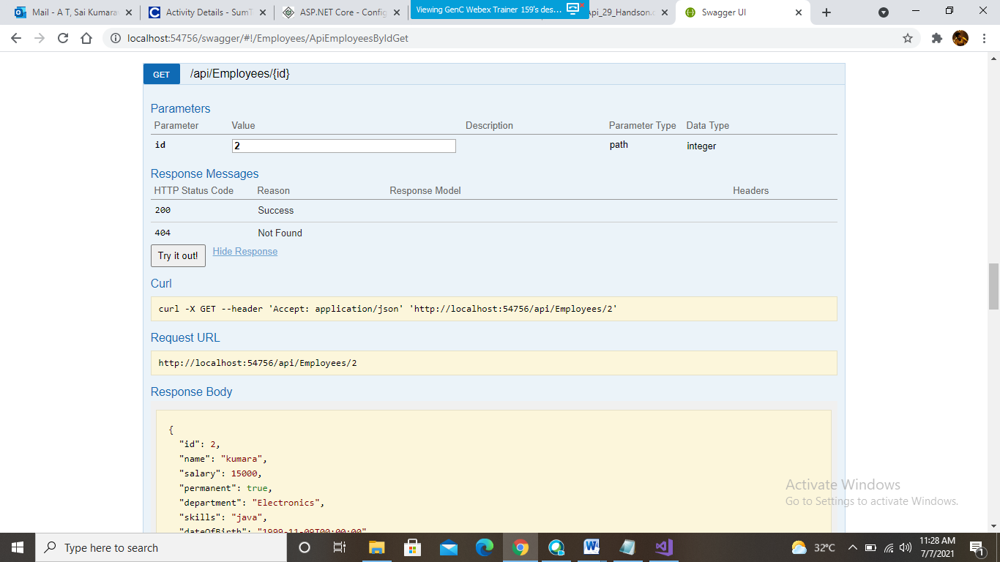 Mail - A T, Sai Kumara
Activity Details - SumT
ASP.NET Core - Config
Viewing GenC Webex Trainer 159's des...
Api_29_Handson.
Swagger UI
localhost:54756/swagger/#!/Employees/ApiEmployeesByIdGet
GET /api/Employees/{id}
Parameters
Parameter Value Description Parameter Type Data Type
id 2 path integer
Response Messages
HTTP Status Code Reason Response Model Headers
200 Success
404 Not Found
Try it out! Hide Response
Curl
curl -X GET --header 'Accept: application/json' 'http://localhost:54756/api/Employees/2'
Request URL
http://localhost:54756/api/Employees/2
Response Body
{
"id": 2,
"name": "kumara",
"salary": 15000,
"permanent": true,
"department": "Electronics",
"skills": "java",
"dateOfBirth": "1999-11-09T00:00:00"
Activate Windows
Go to Settings to activate Windows.
Type here to search
32°C
11:28 AM
7/7/2021
1